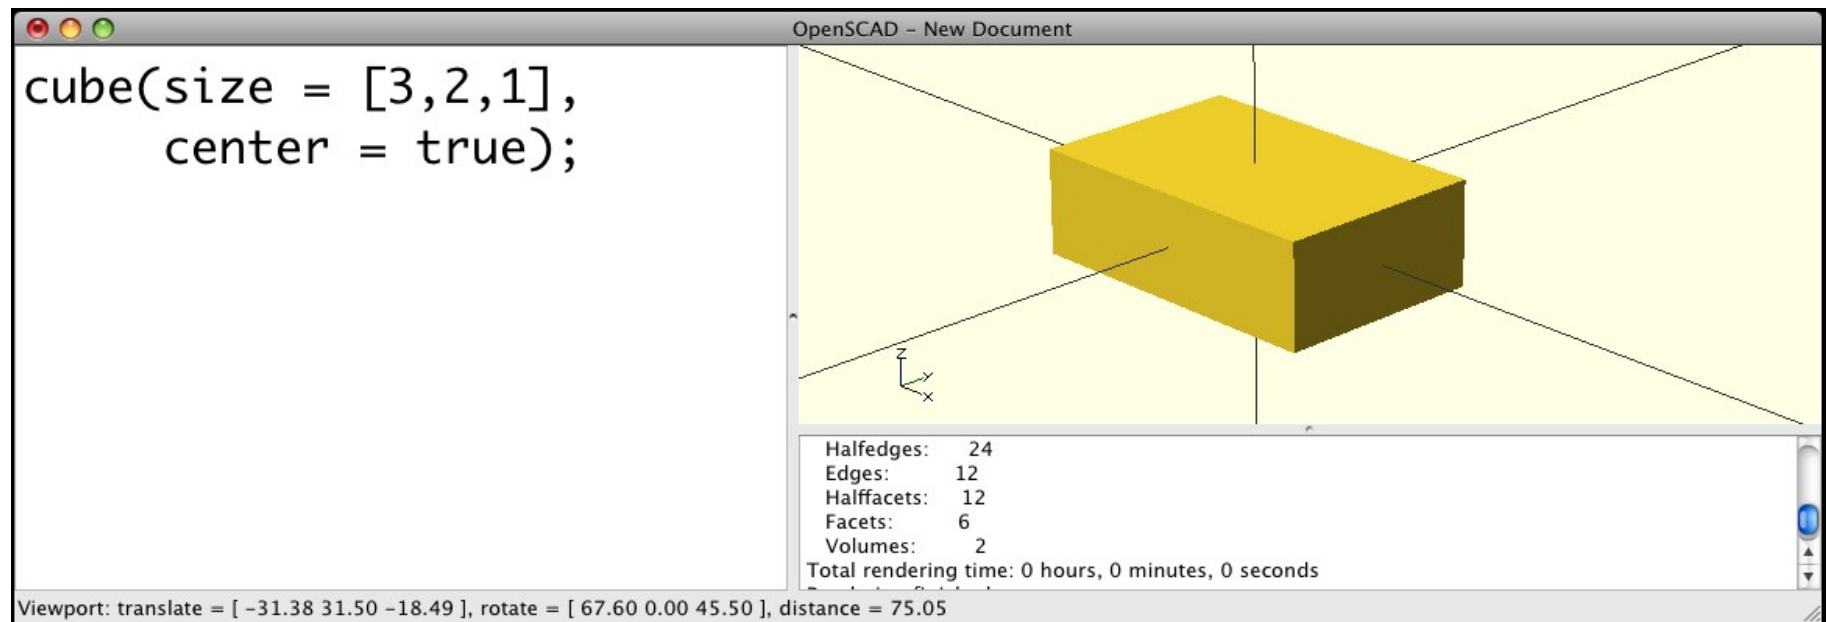 OpenSCAD – New Document
cube(size = [3,2,1],
center = true);
Z
Y
X
Halfedges: 24
Edges: 12
Halffacets: 12
Facets: 6
Volumes: 2
Total rendering time: 0 hours, 0 minutes, 0 seconds
Viewport: translate = [ -31.38 31.50 -18.49 ], rotate = [ 67.60 0.00 45.50 ], distance = 75.05